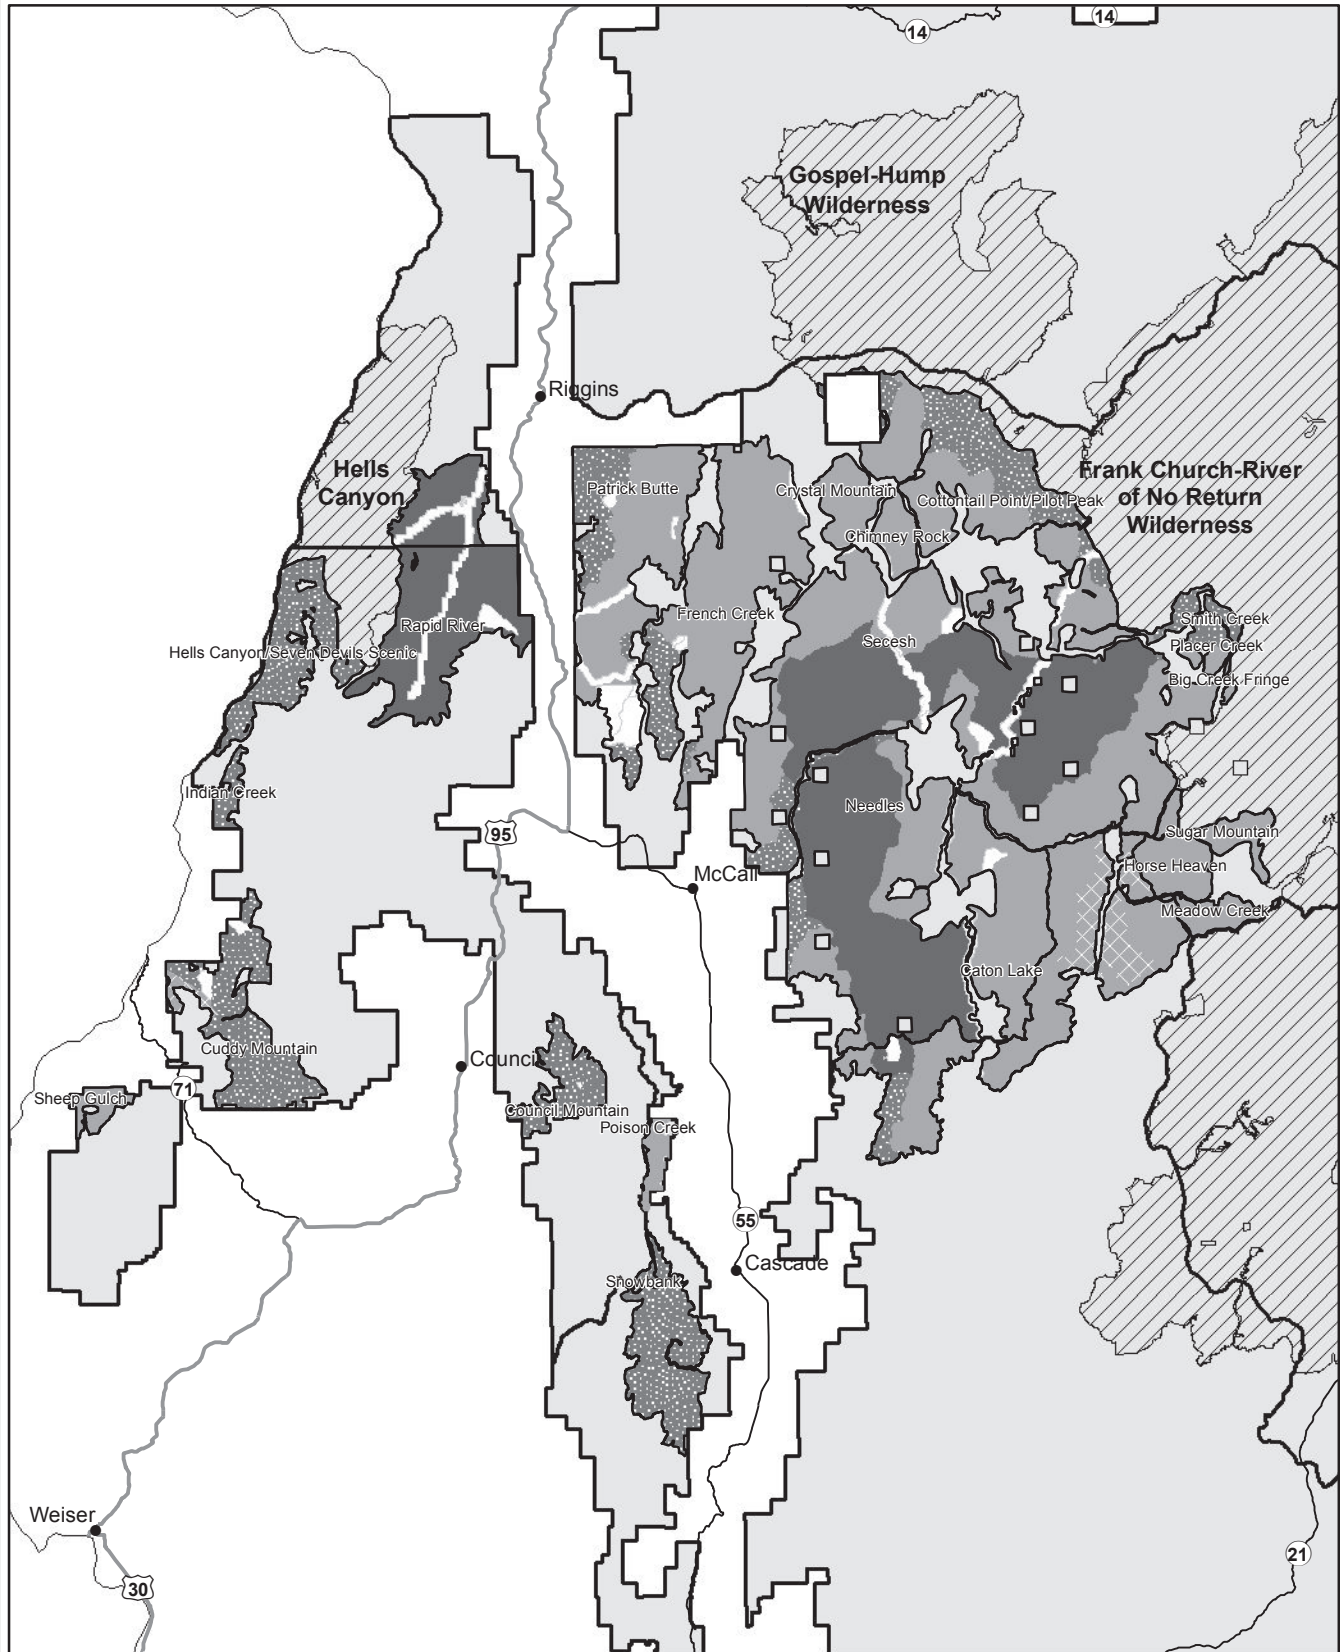 14
14
Gospel-Hump
Wilderness
Riggins
Hells
Canyon
Frank Church-River
of No Return
Wilderness
Patrick Butte
Crystal Mountain
Cottontail Point/Pilot Peak
Chimney Rock
French Creek
Rapid River
Secesh
Smith Creek
Placer Creek
Hells Canyon/Seven Devils Scenic
Big Creek Fringe
Indian Creek
Needles
95
Sugar Mountain
Horse Heaven
McCall
Meadow Creek
Caton Lake
Cuddy Mountain
Council
71
Sheep Gulch
Council Mountain
Poison Creek
55
Cascade
Snowbank
Weiser
21
30